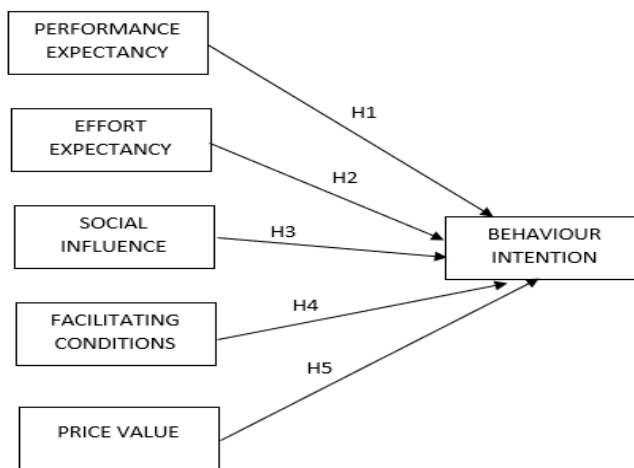 PERFORMANCE
EXPECTANCY
H1
EFFORT
EXPECTANCY
H2
SOCIAL
INFLUENCE
H3
BEHAVIOUR
INTENTION
FACILITATING
CONDITIONS
H4
H5
PRICE VALUE